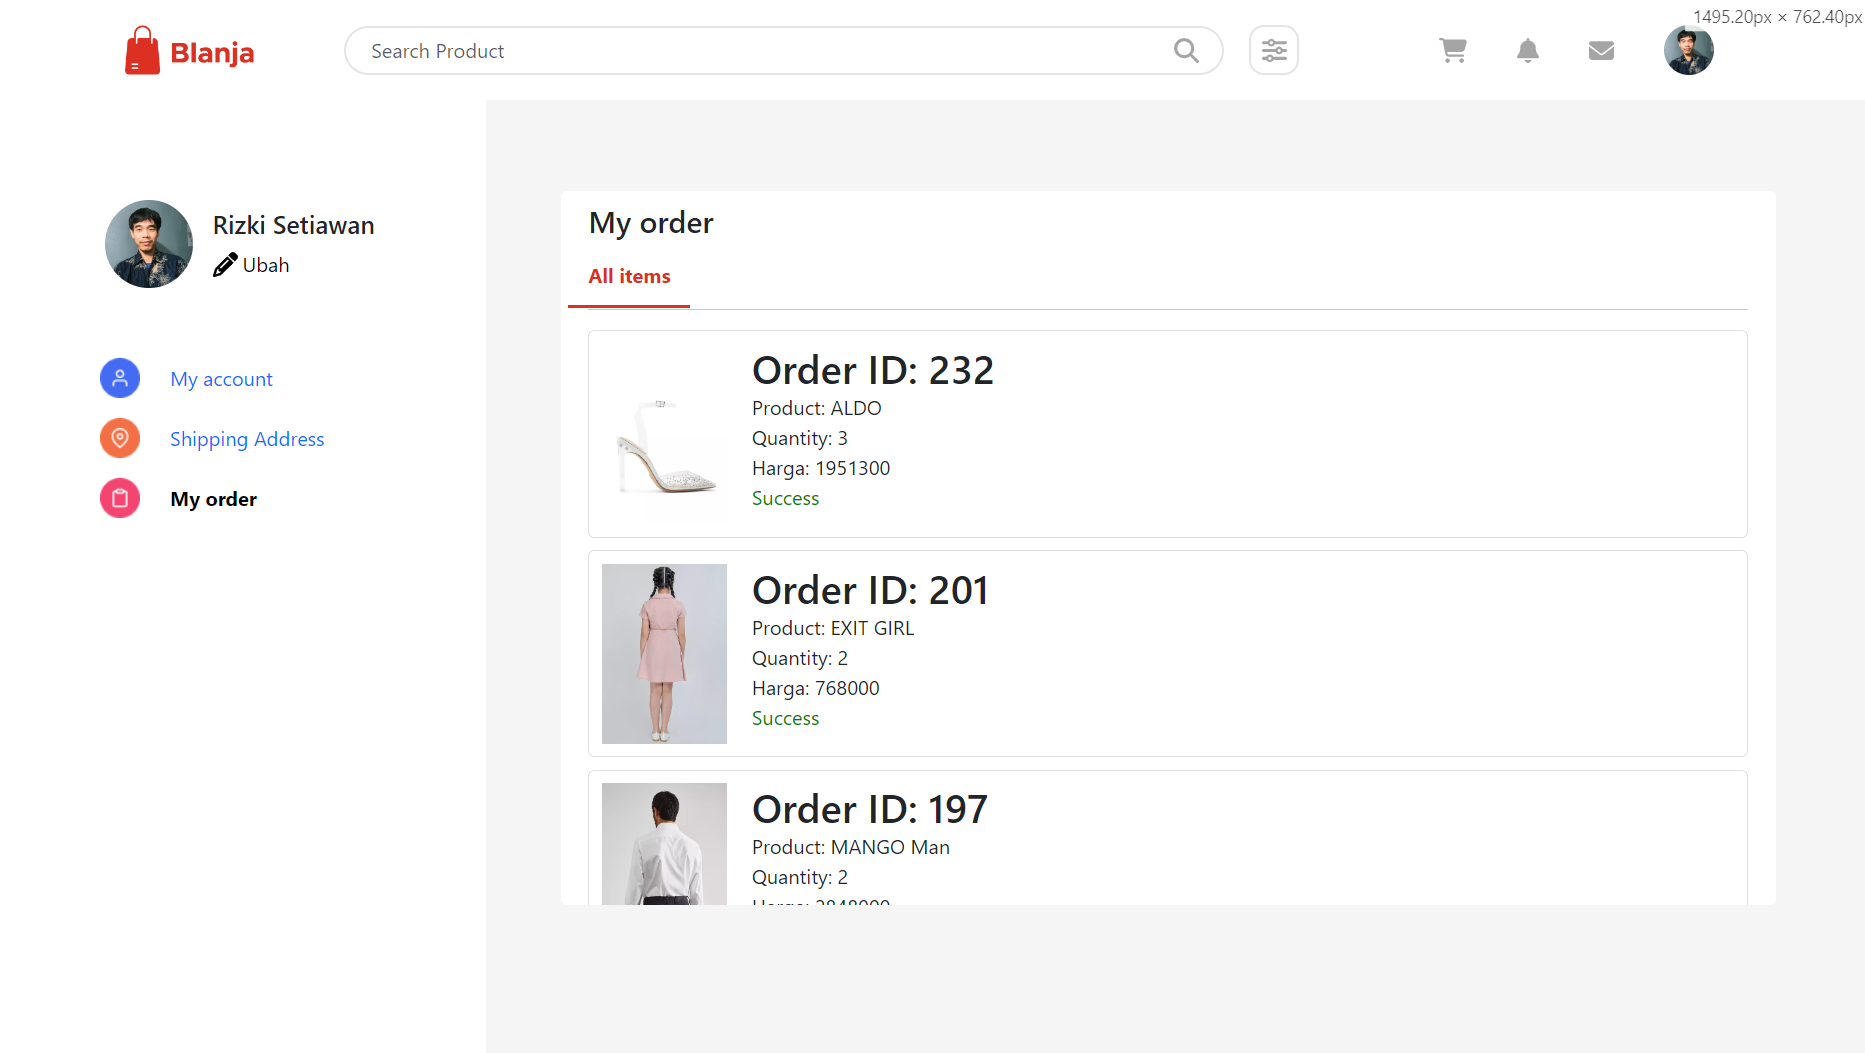 1495.20px × 762.40px
Blanja
Search Product
Rizki Setiawan
Ubah
My account
Shipping Address
My order
My order
All items
Order ID: 232
Product: ALDO
Quantity: 3
Harga: 1951300
Success
Order ID: 201
Product: EXIT GIRL
Quantity: 2
Harga: 768000
Success
Order ID: 197
Product: MANGO Man
Quantity: 2